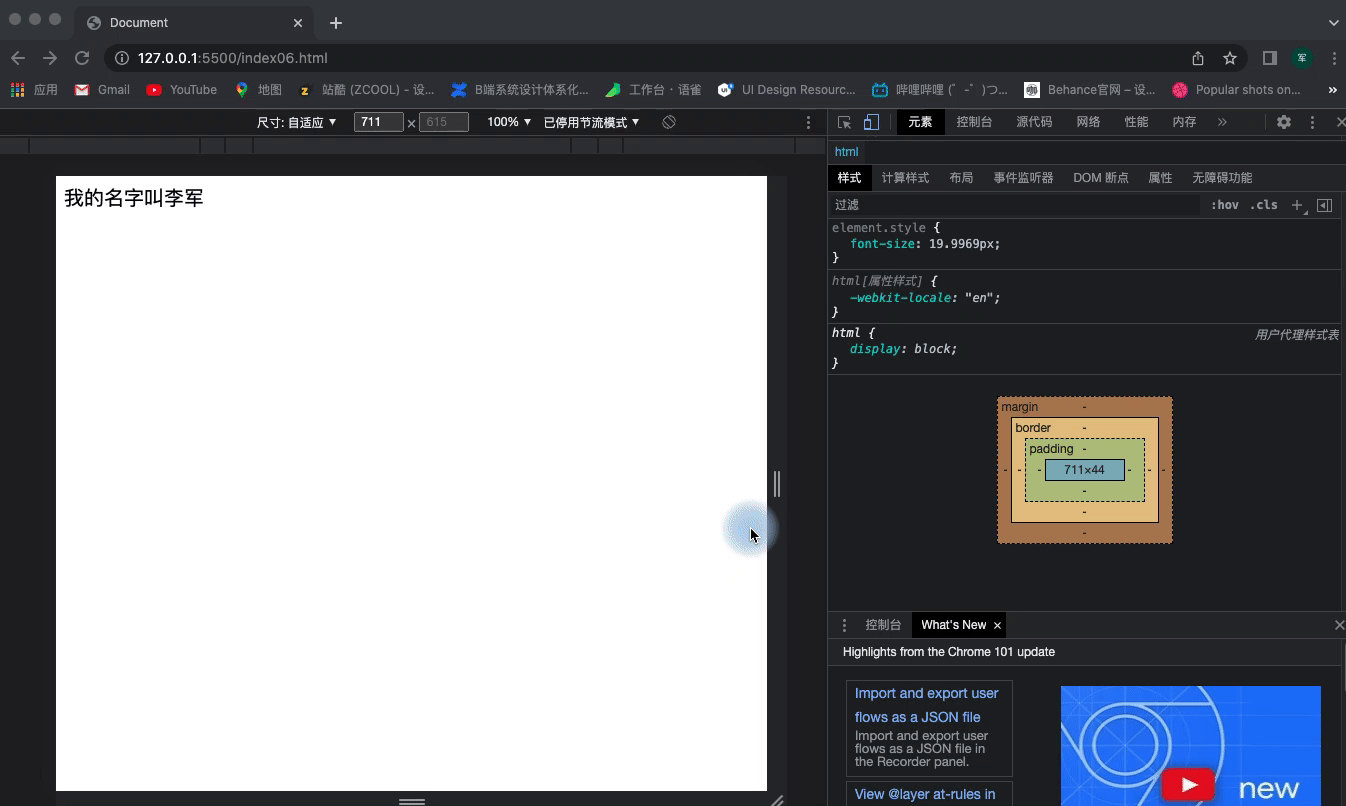 Document
127.0.0.1:5500/index06.html
军
应用 Gmail YouTube 地图 站酷 (ZCOOL) - 设... B端系统设计体系化... 工作台 · 语雀 UI Design Resourc... 哔哩哔哩 (゜-゜)つ... Behance官网 – 设... Popular shots on... »
尺寸: 自适应 ▼ 711 × 615 100% ▼ 已停用节流模式 ▼
元素 控制台 源代码 网络 性能 内存 »
html
样式 计算样式 布局 事件监听器 DOM 断点 属性 无障碍功能
过滤 :hov .cls +
我的名字叫李军
element.style {
font-size: 19.9969px;
}
html[属性样式] {
-webkit-locale: "en";
}
html { 用户代理样式表
display: block;
}
margin -
border -
padding -
- - - 711×44 - - -
-
-
-
控制台 What's New ×
Highlights from the Chrome 101 update
Import and export user
flows as a JSON file
Import and export user
flows as a JSON file in
the Recorder panel.
View @layer at-rules in
new